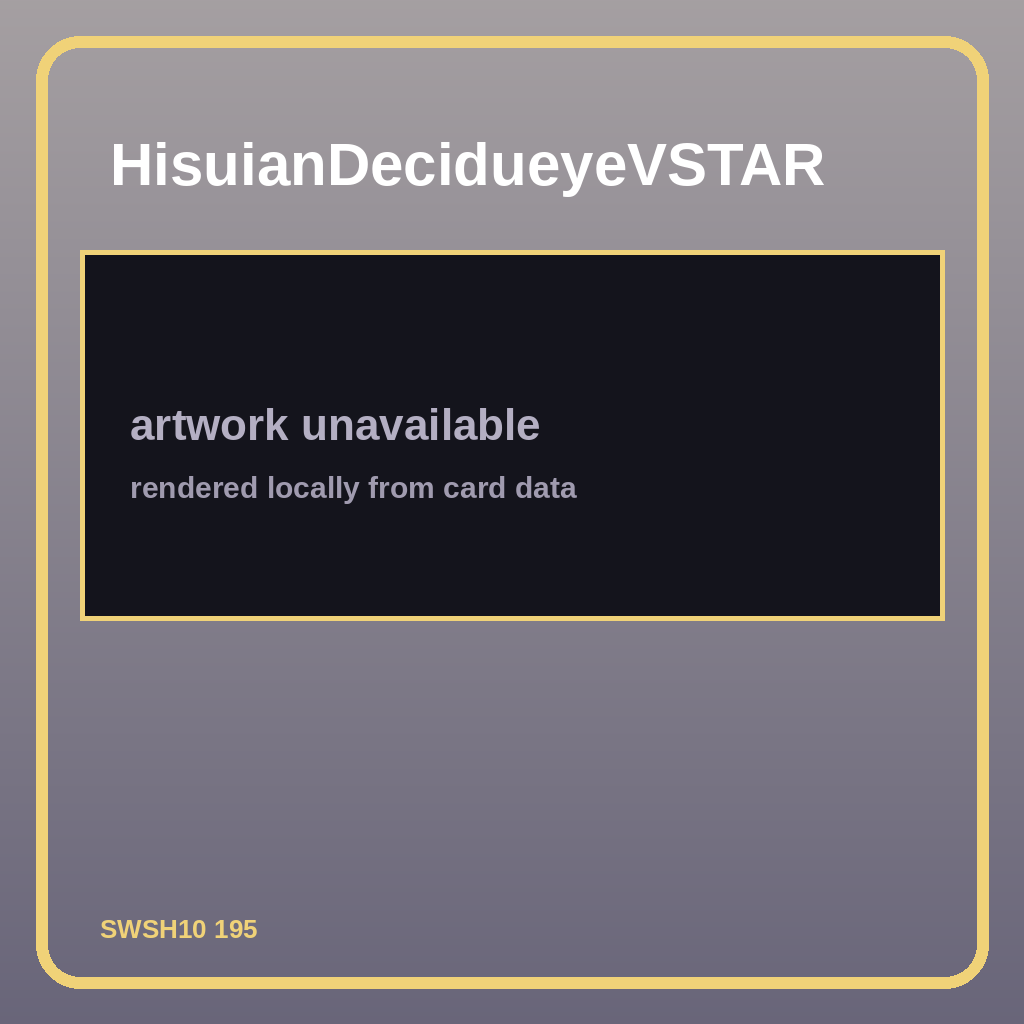 HisuianDecidueyeVSTAR
artwork unavailable
rendered locally from card data
SWSH10 195